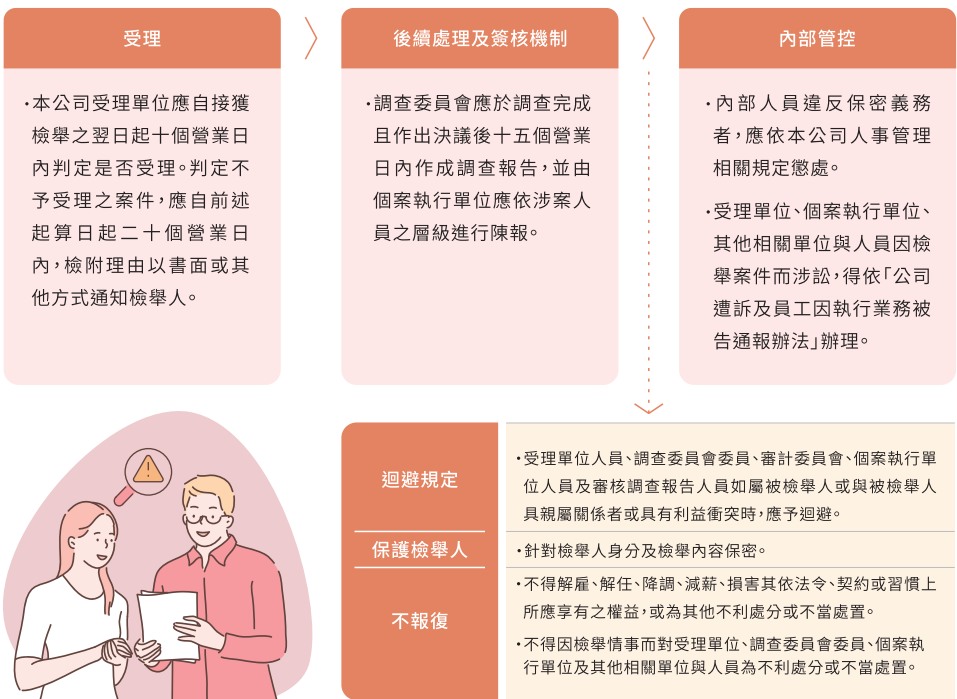 受理
・本公司受理單位應自接獲
檢舉之翌日起十個營業日
內判定是否受理。判定不
予受理之案件，應自前述
起算日起二十個營業日
內，檢附理由以書面或其
他方式通知檢舉人。
後續處理及簽核機制
・調查委員會應於調查完成
且作出決議後十五個營業
日內作成調查報告，並由
個案執行單位應依涉案人
員之層級進行陳報。
內部管控
・內部人員違反保密義務
者，應依本公司人事管理
相關規定懲處。
・受理單位、個案執行單位、
其他相關單位與人員因檢
舉案件而涉訟，得依「公司
遭訴及員工因執行業務被
告通報辦法」辦理。
迴避規定
・受理單位人員、調查委員會委員、審計委員會、個案執行單
位人員及審核調查報告人員如屬被檢舉人或與被檢舉人
具親屬關係者或具有利益衝突時，應予迴避。
保護檢舉人
・針對檢舉人身分及檢舉內容保密。
不報復
・不得解雇、解任、降調、減薪、損害其依法令、契約或習慣上
所應享有之權益，或為其他不利處分或不當處置。
・不得因檢舉情事而對受理單位、調查委員會委員、個案執
行單位及其他相關單位與人員為不利處分或不當處置。